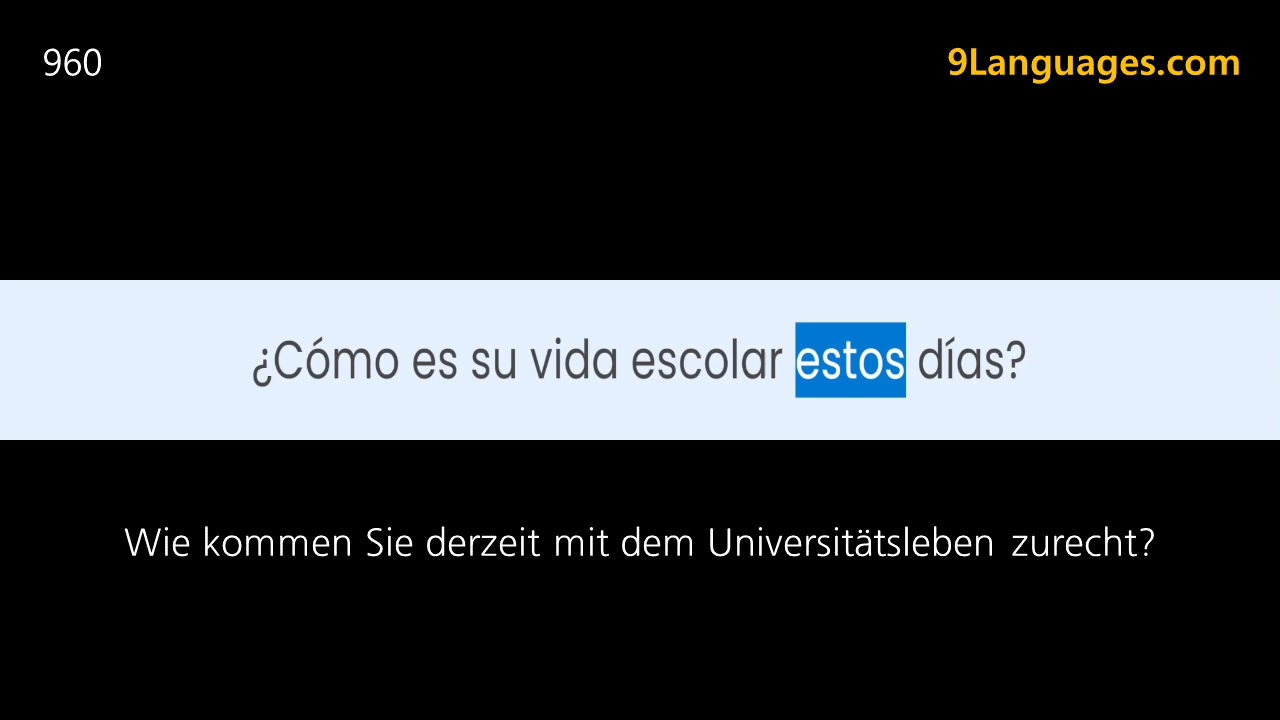 960
9Languages.com
¿Cómo es su vida escolar estos días?
Wie kommen Sie derzeit mit dem Universitätsleben zurecht?